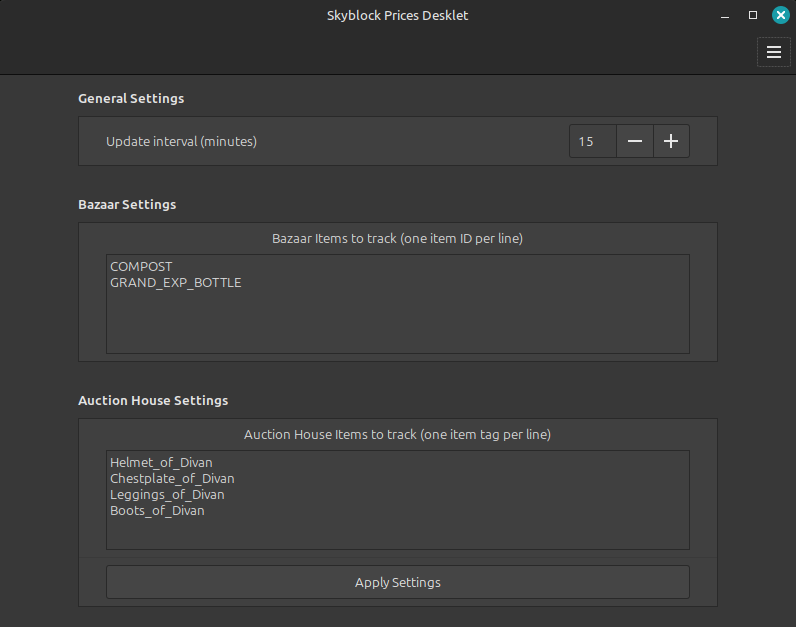 Skyblock Prices Desklet
General Settings
Update interval (minutes)
15
Bazaar Settings
Bazaar Items to track (one item ID per line)
COMPOST
GRAND_EXP_BOTTLE
Auction House Settings
Auction House Items to track (one item tag per line)
Helmet_of_Divan
Chestplate_of_Divan
Leggings_of_Divan
Boots_of_Divan
Apply Settings